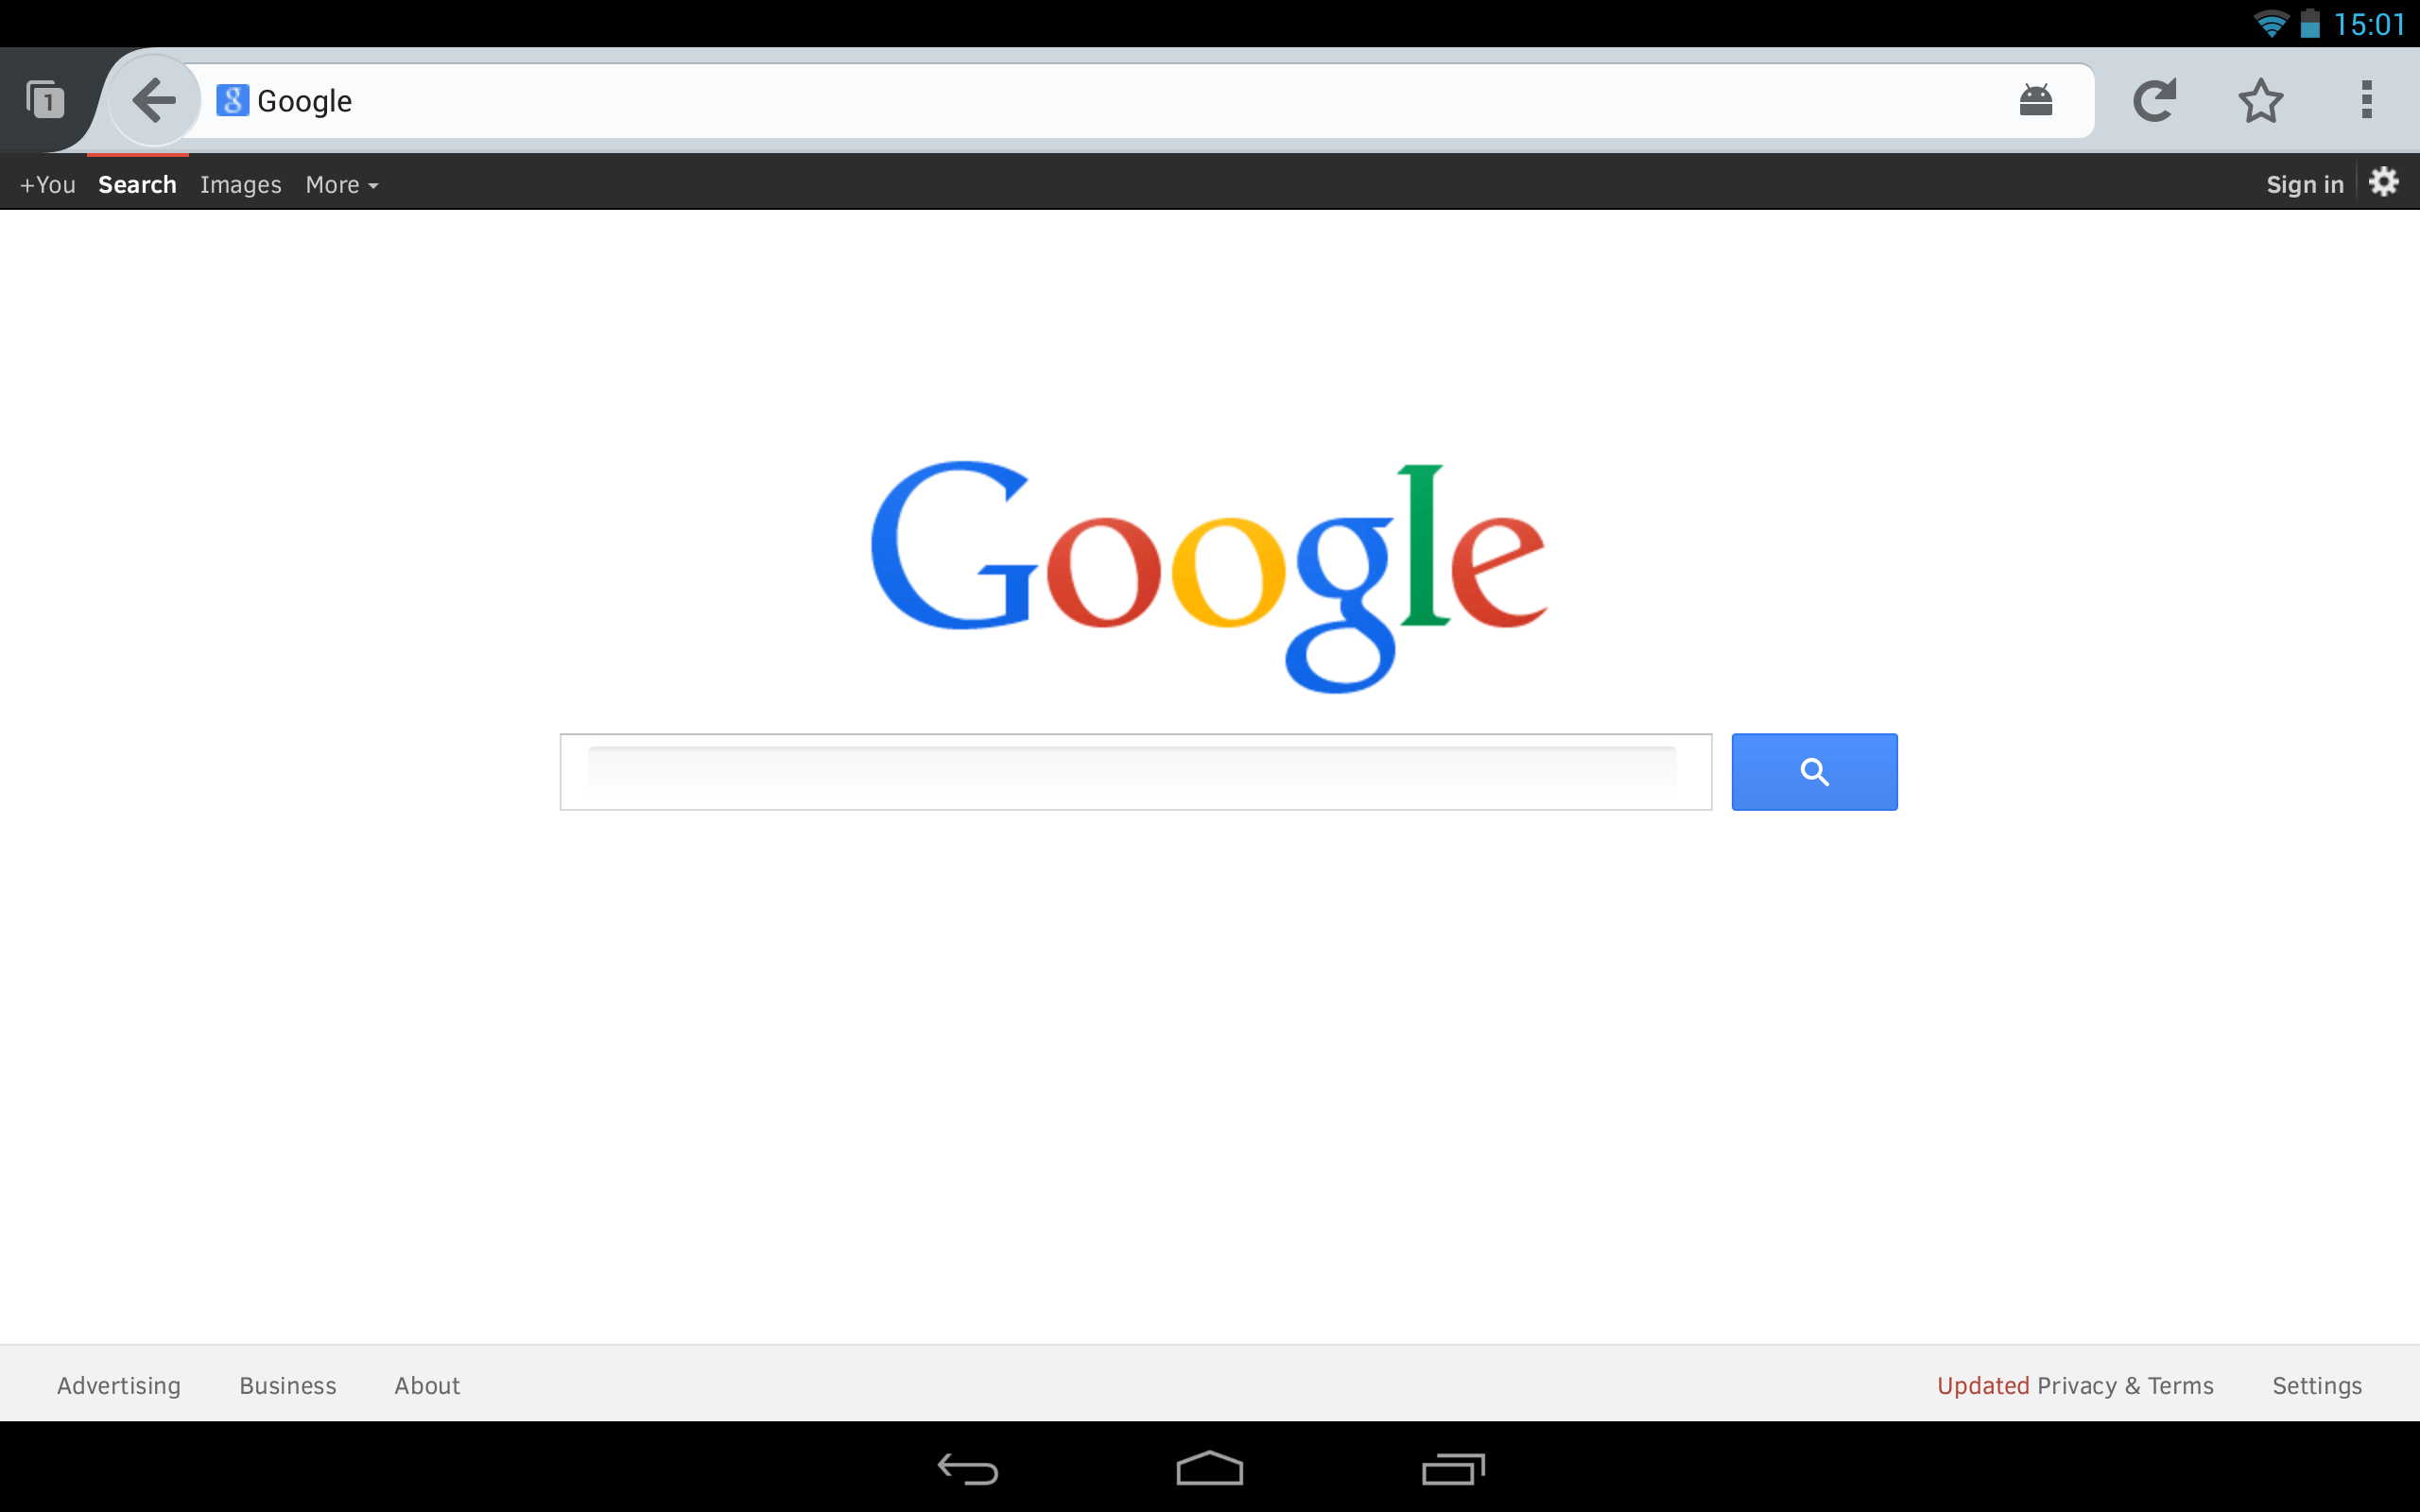 15:01
1
g Google
+You Search Images More Sign in
Google
Advertising Business About Updated Privacy & Terms Settings